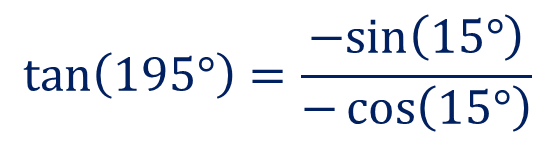 tan(195°) = −sin(15°) / − cos(15°)